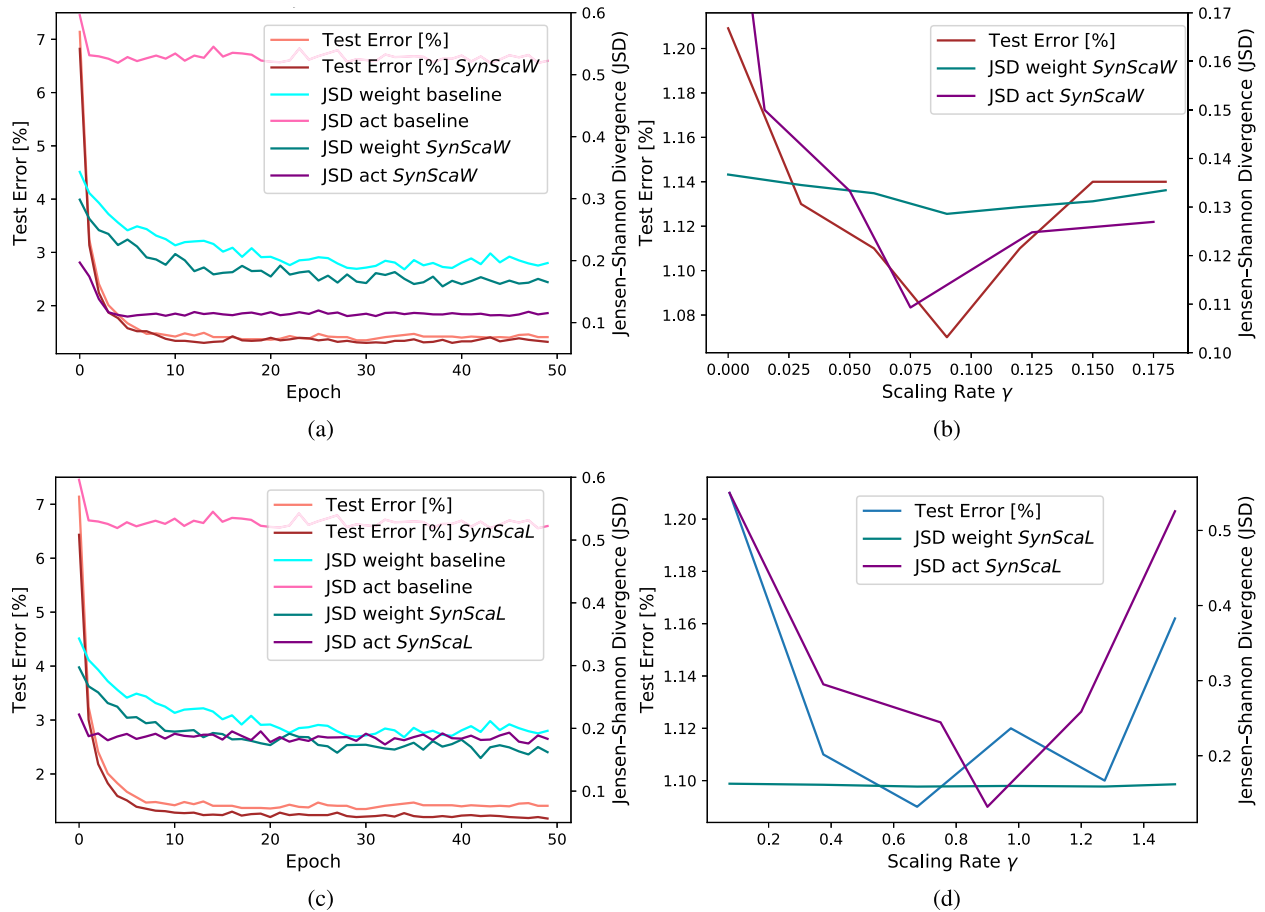 7
6
5
4
3
2
Test Error [%]
0
10
20
30
40
50
Epoch
0.6
0.5
0.4
0.3
0.2
0.1
Jensen–Shannon Divergence (JSD)
Test Error [%]
Test Error [%] SynScaW
JSD weight baseline
JSD act baseline
JSD weight SynScaW
JSD act SynScaW
(a)
1.20
1.18
1.16
1.14
1.12
1.10
1.08
Test Error [%]
0.000
0.025
0.050
0.075
0.100
0.125
0.150
0.175
Scaling Rate γ
0.17
0.16
0.15
0.14
0.13
0.12
0.11
0.10
Jensen–Shannon Divergence (JSD)
Test Error [%]
JSD weight SynScaW
JSD act SynScaW
(b)
7
6
5
4
3
2
Test Error [%]
0
10
20
30
40
50
Epoch
0.6
0.5
0.4
0.3
0.2
0.1
Jensen–Shannon Divergence (JSD)
Test Error [%]
Test Error [%] SynScaL
JSD weight baseline
JSD act baseline
JSD weight SynScaL
JSD act SynScaL
(c)
1.20
1.18
1.16
1.14
1.12
1.10
Test Error [%]
0.2
0.4
0.6
0.8
1.0
1.2
1.4
Scaling Rate γ
0.5
0.4
0.3
0.2
Jensen–Shannon Divergence (JSD)
Test Error [%]
JSD weight SynScaL
JSD act SynScaL
(d)